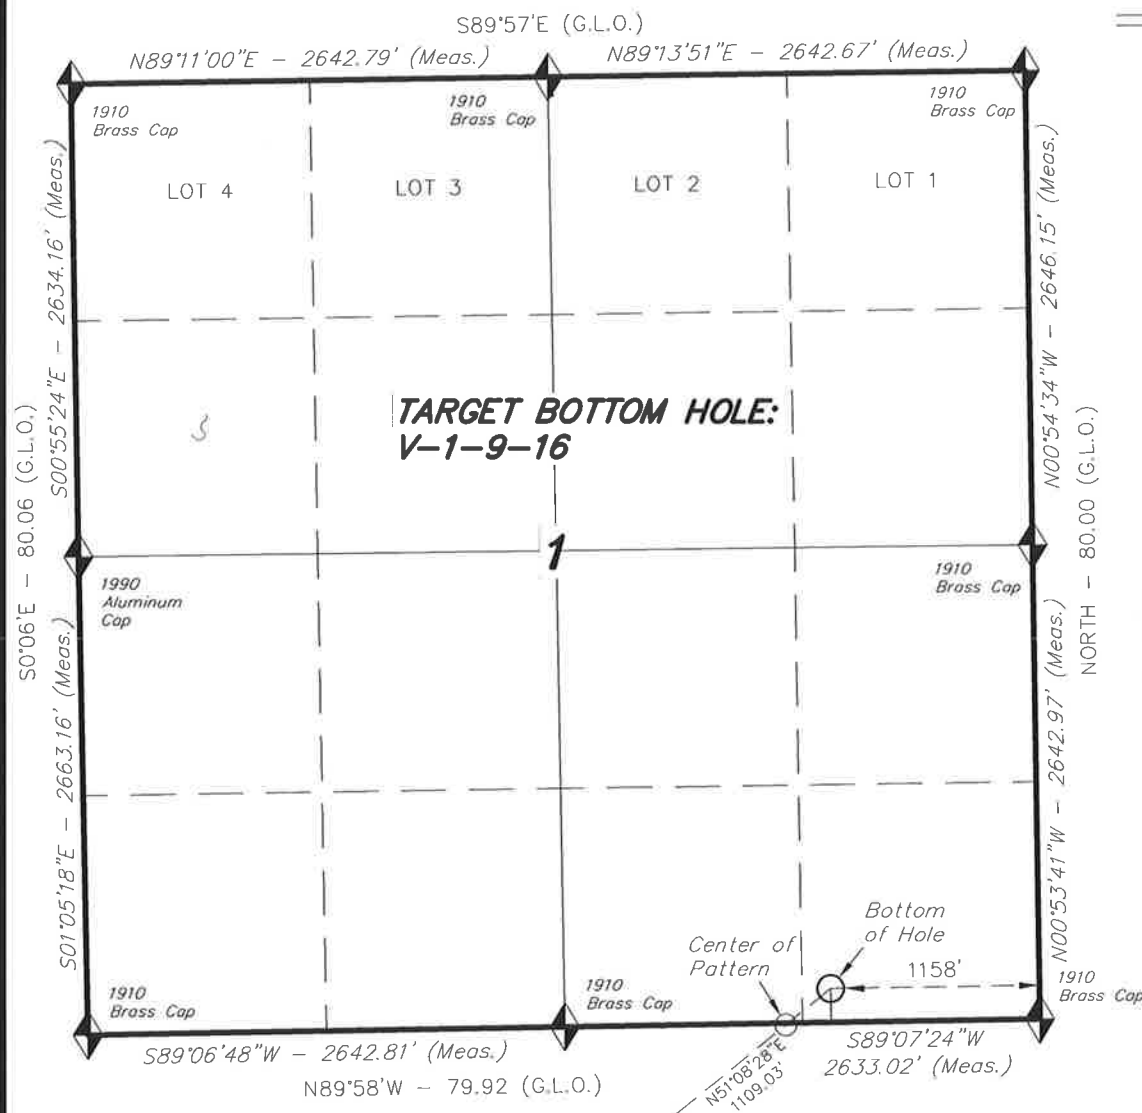 S89°57'E (G.L.O.)
N89°11'00"E - 2642.79' (Meas.)
N89°13'51"E - 2642.67' (Meas.)
1910
Brass Cap
1910
Brass Cap
1910
Brass Cap
LOT 4
LOT 3
LOT 2
LOT 1
S00°55'24"E - 2634.16' (Meas.)
N00°54'34"W - 2646.15' (Meas.)
TARGET BOTTOM HOLE:
V-1-9-16
S0°06'E - 80.06 (G.L.O.)
NORTH - 80.00 (G.L.O.)
1
1990
Aluminum
Cap
1910
Brass Cap
S01°05'18"E - 2663.16' (Meas.)
N00°53'41"W - 2642.97' (Meas.)
Bottom
of Hole
Center of
Pattern
1158'
1910
Brass Cap
1910
Brass Cap
1910
Brass Cap
S89°06'48"W - 2642.81' (Meas.)
S89°07'24"W
2633.02' (Meas.)
N51°08'28"E
1109.03'
N89°58'W - 79.92 (G.L.O.)